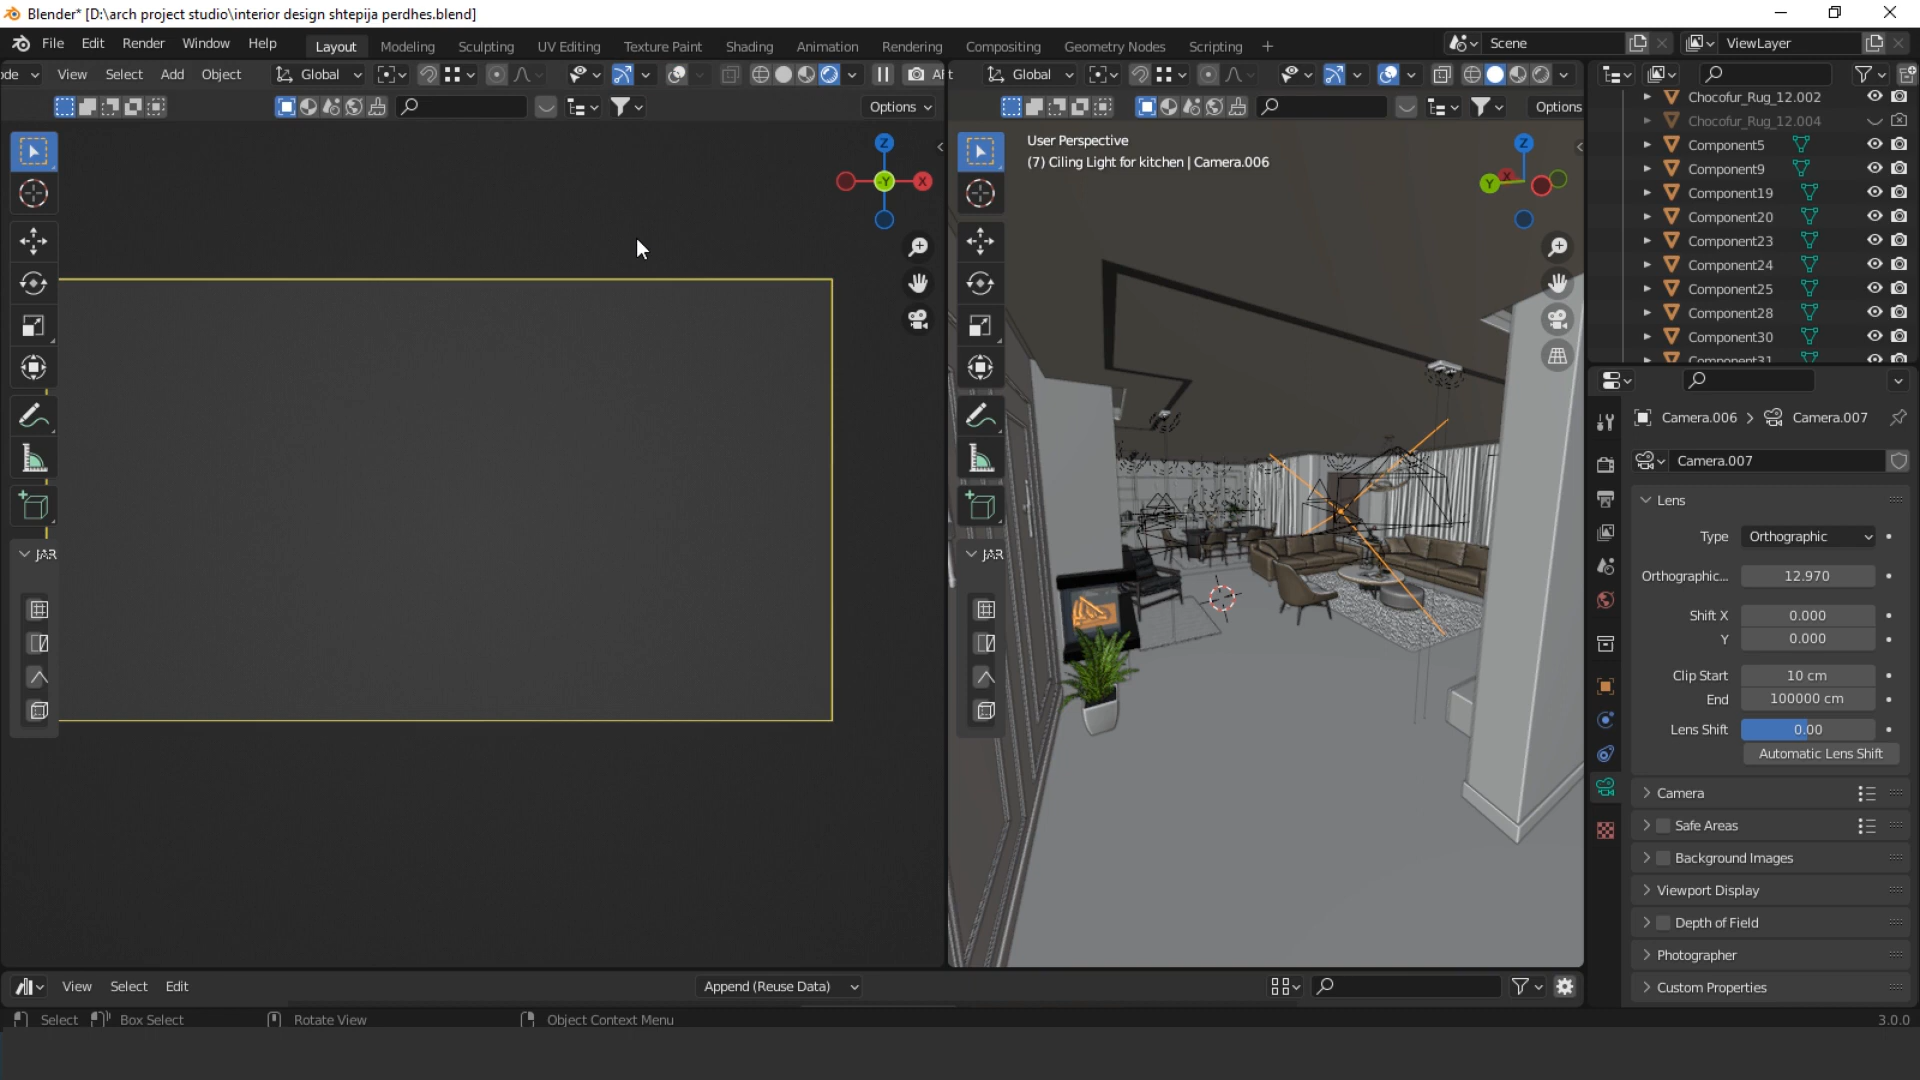 Blender* [D:\arch project studio\interior design shtepija perdhes.blend]
File Edit Render Window Help Layout Modeling Sculpting UV Editing Texture Paint Shading Animation Rendering Compositing Geometry Nodes Scripting + Scene ViewLayer
ode View Select Add Object Global Global
Options Options
User Perspective
(7) Ciling Light for kitchen | Camera.006
Z
-Y X
Z
Y X
JAR
JAR
Chocofur_Rug_12.002
Chocofur_Rug_12.004
Component5
Component9
Component19
Component20
Component23
Component24
Component25
Component28
Component30
Component31
Camera.006 > Camera.007
Camera.007
Lens
Type Orthographic
Orthographic... 12.970
Shift X 0.000
Y 0.000
Clip Start 10 cm
End 100000 cm
Lens Shift 0.00
Automatic Lens Shift
Camera
Safe Areas
Background Images
Viewport Display
Depth of Field
Photographer
Custom Properties
View Select Edit Append (Reuse Data)
Select Box Select Rotate View Object Context Menu 3.0.0